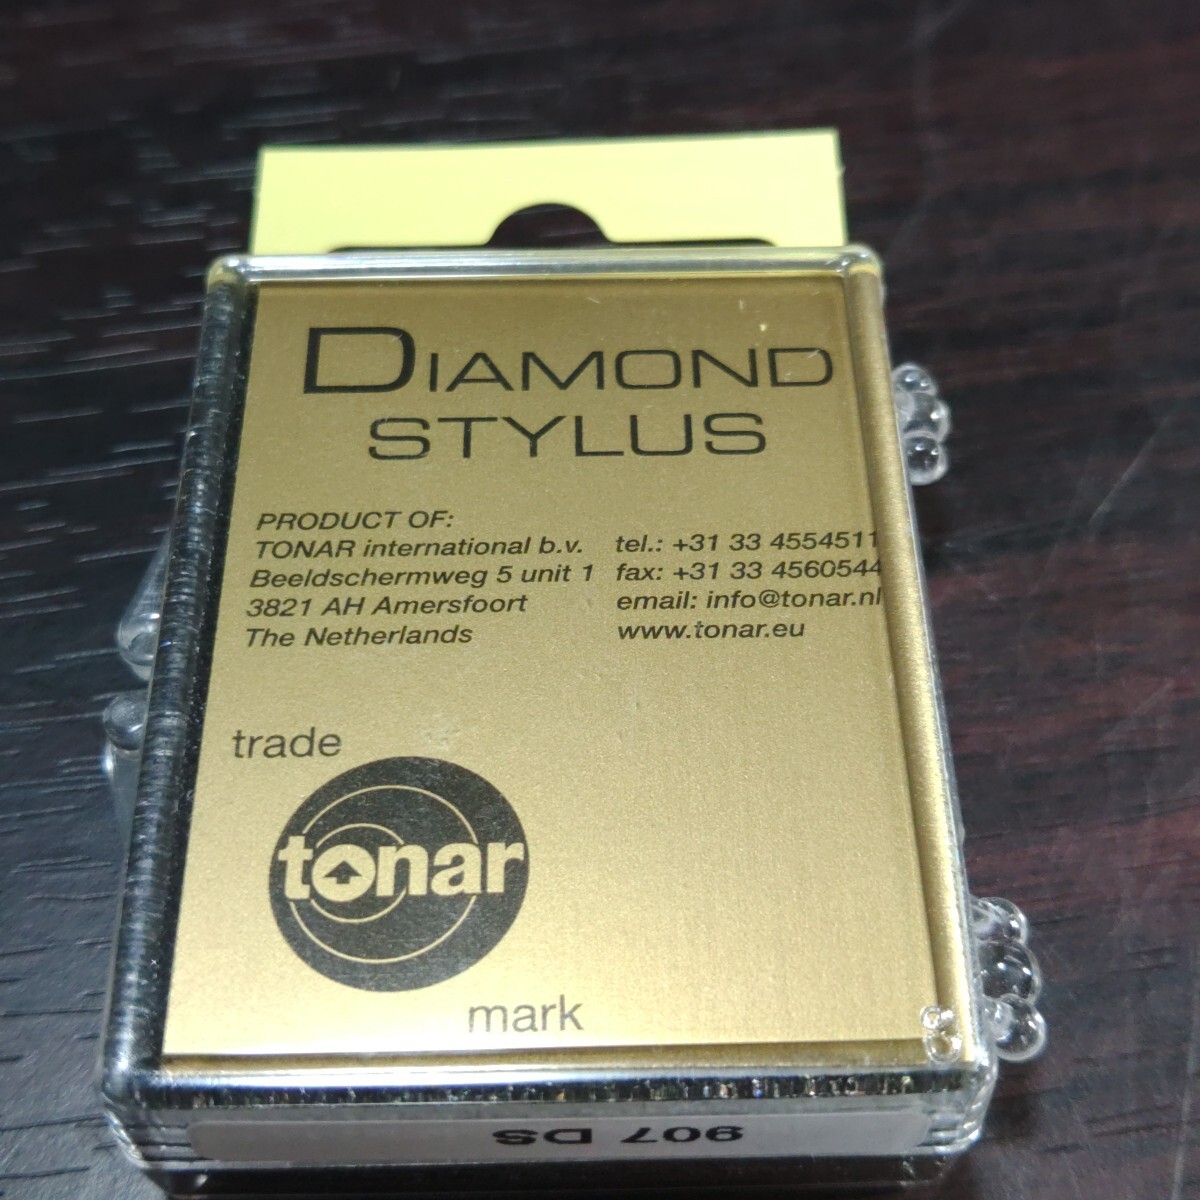 DIAMOND
STYLUS
PRODUCT OF:
TONAR international b.v. tel.: +31 33 4554511
Beeldschermweg 5 unit 1 fax: +31 33 4560544
3821 AH Amersfoort email: info@tonar.nl
The Netherlands www.tonar.eu
trade
tonar
mark
907 DS